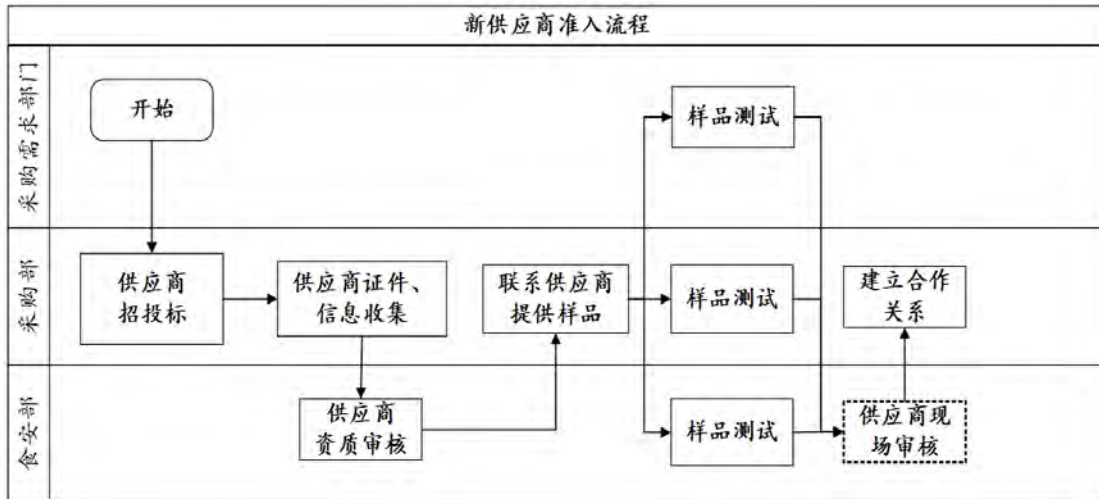 新供应商准入流程
采购需求部门
开始
样品测试
采购部
供应商
招投标
供应商证件、
信息收集
联系供应商
提供样品
样品测试
建立合作
关系
食安部
供应商
资质审核
样品测试
供应商现
场审核